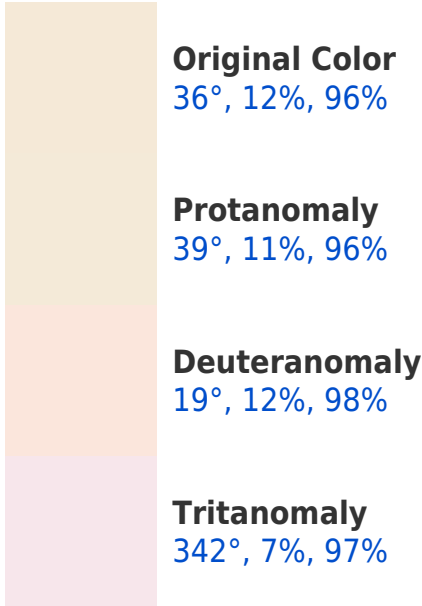 Original Color
36°, 12%, 96%
Protanomaly
39°, 11%, 96%
Deuteranomaly
19°, 12%, 98%
Tritanomaly
342°, 7%, 97%